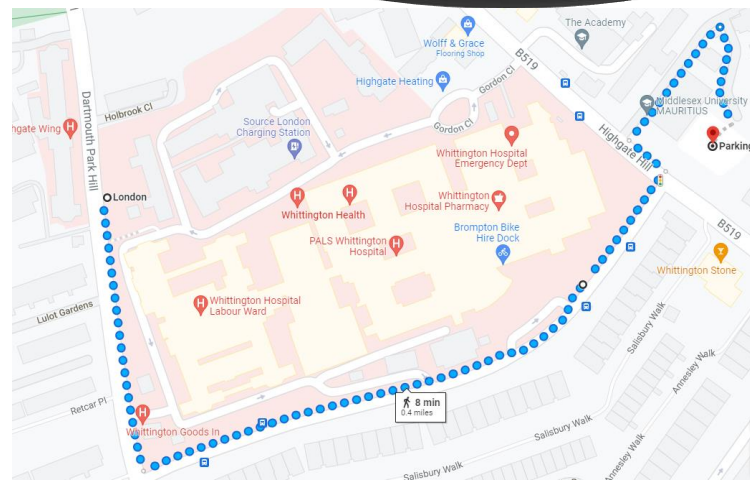 The Academy
Wolff & Grace
Flooring Shop
B519
Highgate Heating
Gordon Cl
Holbrook Cl
Dartmouth Park Hill
hgate Wing
Source London
Charging Station
Gordon Cl
Middlesex University
MAURITIUS
Highgate Hill
Parking
Whittington Hospital
Emergency Dept
London
Whittington Health
Whittington
Hospital Pharmacy
B519
PALS Whittington
Hospital
Brompton Bike
Hire Dock
Whittington Stone
Whittington Hospital
Labour Ward
Lulot Gardens
Salisbury Walk
Annesley Walk
Retcar Pl
8 min
0.4 miles
Whittington Goods In
Salisbury Walk
Annesley Walk
Salisbury Walk